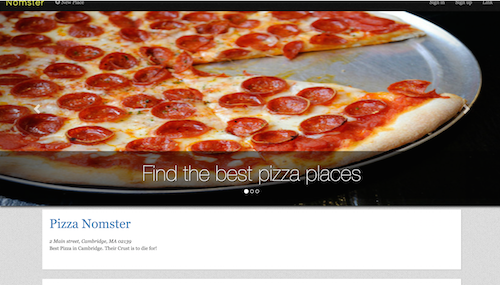 Nomster
New Place
Sign in
Sign up
Find the best pizza places
Pizza Nomster
2 Main street, Cambridge, MA 02139
Best Pizza in Cambridge. Their Crust is to die for!